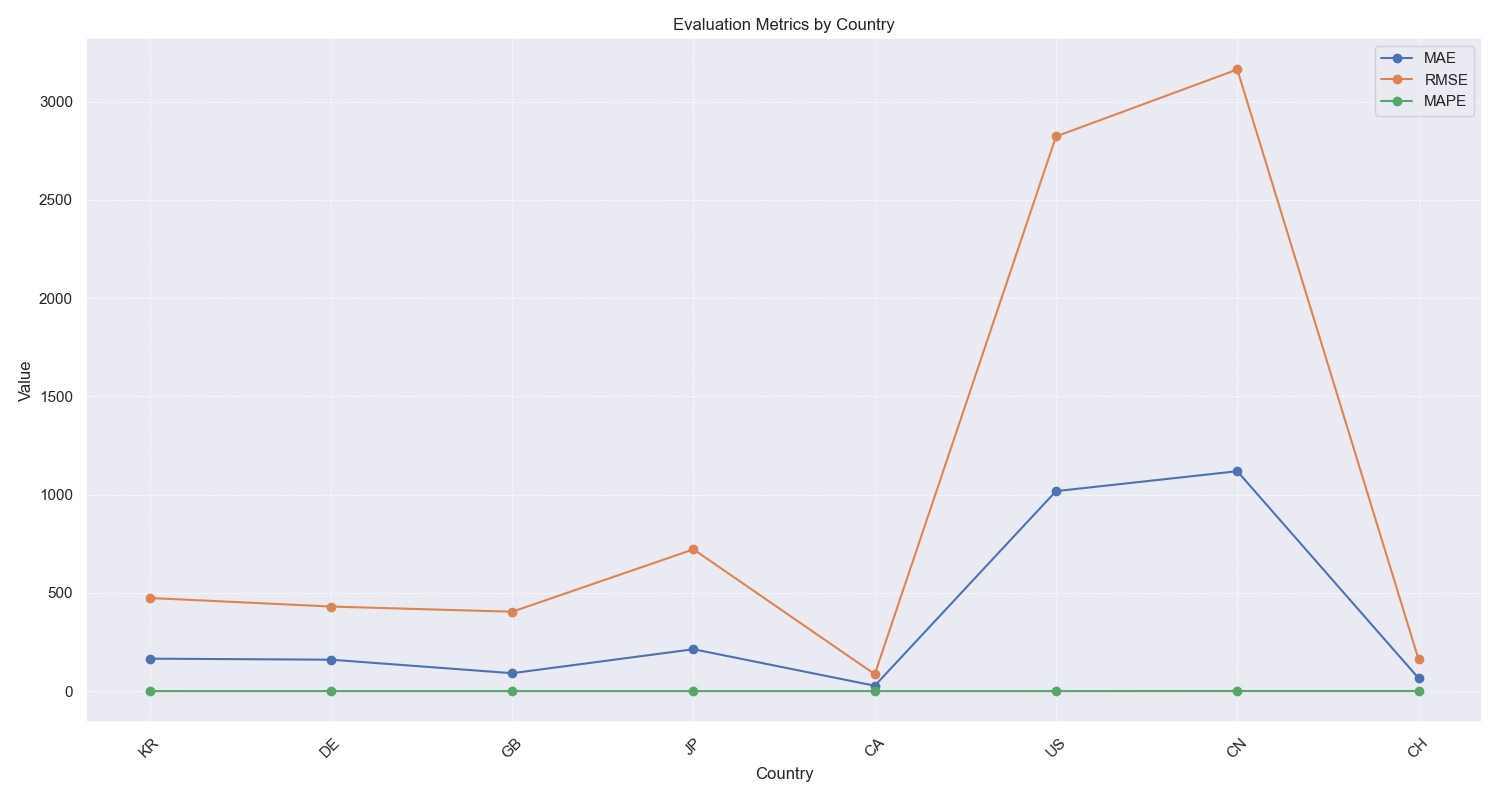 Evaluation Metrics by Country
MAE
RMSE
MAPE
3000
2500
2000
1500
1000
500
0
Value
KR
DE
GB
JP
CA
US
CN
CH
Country